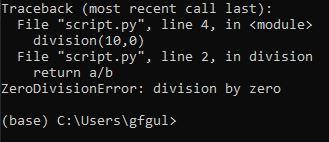 Traceback (most recent call last):
  File "script.py", line 4, in <module>
    division(10,0)
  File "script.py", line 2, in division
    return a/b
ZeroDivisionError: division by zero
(base) C:\Users\gfgul>